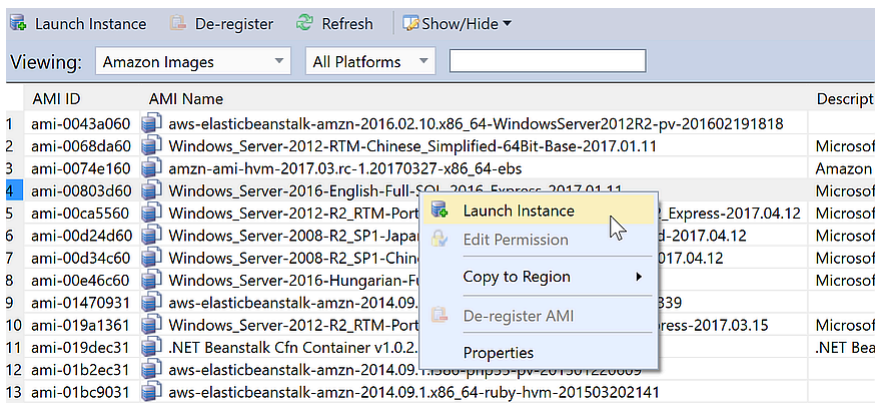 Launch Instance De-register Refresh Show/Hide
Viewing: Amazon Images All Platforms
AMI ID AMI Name Descript
1 ami-0043a060 aws-elasticbeanstalk-amzn-2016.02.10.x86_64-WindowsServer2012R2-pv-201602191818
2 ami-0068da60 Windows_Server-2012-RTM-Chinese_Simplified-64Bit-Base-2017.01.11 Microsof
3 ami-0074e160 amzn-ami-hvm-2017.03.rc-1.20170327-x86_64-ebs Amazon
4 ami-00803d60 Windows_Server-2016-English-Full-SQL_2016_Express-2017.01.11 Microsof
5 ami-00ca5560 Windows_Server-2012-R2_RTM-Port 2_Express-2017.04.12 Microsof
Launch Instance
6 ami-00d24d60 Windows_Server-2008-R2_SP1-Japa d-2017.04.12 Microsof
Edit Permission
7 ami-00d34c60 Windows_Server-2008-R2_SP1-Chin 017.04.12 Microsof
8 ami-00e46c60 Windows_Server-2016-Hungarian-Fu Microsof
Copy to Region
9 ami-01470931 aws-elasticbeanstalk-amzn-2014.09. 339
10 ami-019a1361 Windows_Server-2012-R2_RTM-Port ress-2017.03.15 Microsof
De-register AMI
11 ami-019dec31 .NET Beanstalk Cfn Container v1.0.2. .NET Bea
Properties
12 ami-01b2ec31 aws-elasticbeanstalk-amzn-2014.09.1.i386-php55-pv-201501220609
13 ami-01bc9031 aws-elasticbeanstalk-amzn-2014.09.1.x86_64-ruby-hvm-201503202141